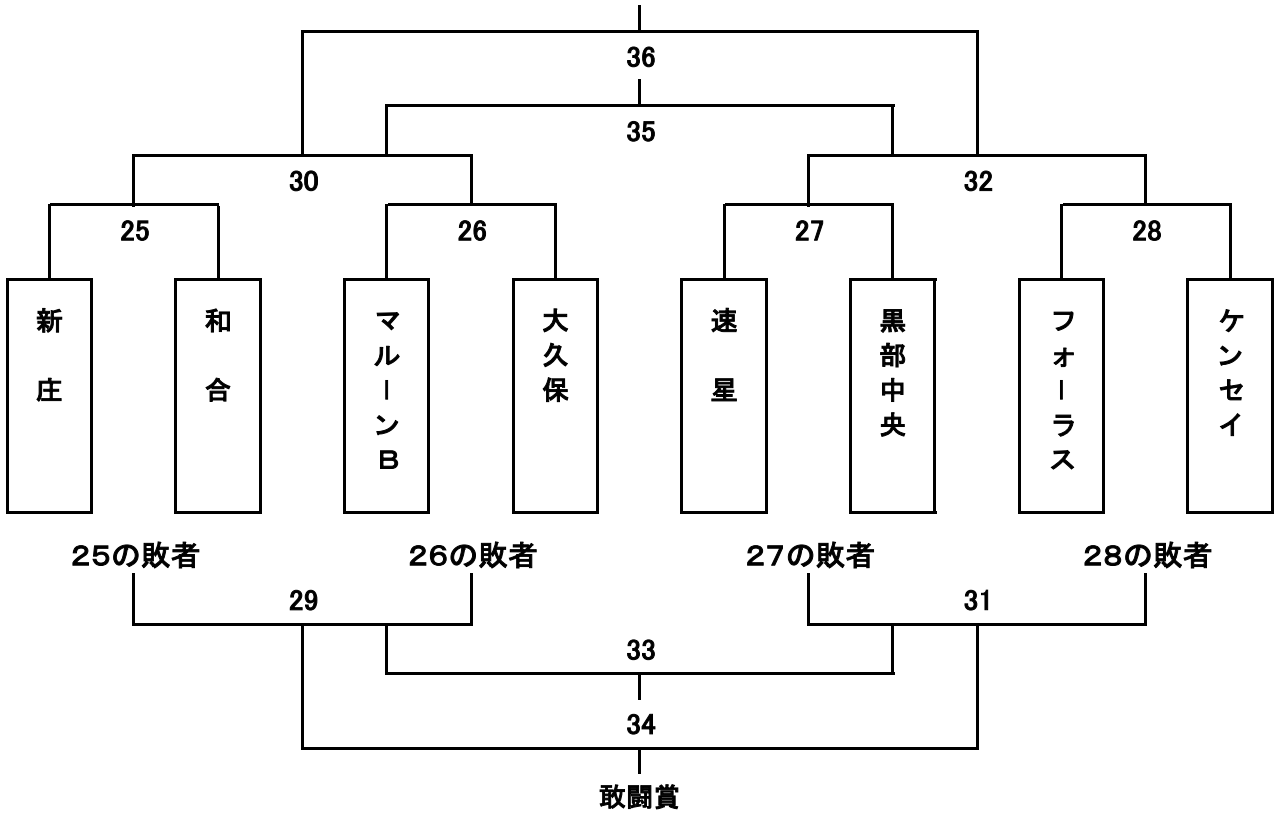 36
35
30
32
25
26
27
28
新庄
和合
マルーンB
大久保
速星
黒部中央
フォーラス
ケンセイ
25の敗者
26の敗者
27の敗者
28の敗者
29
31
33
34
敢闘賞